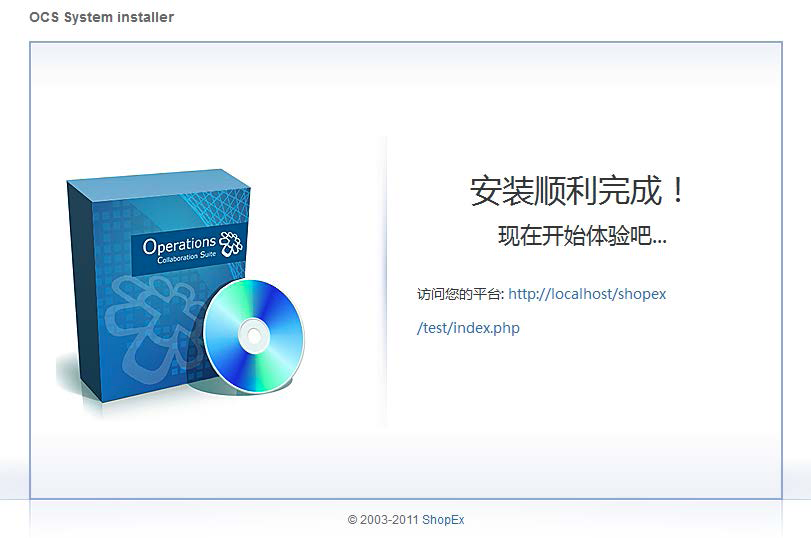 OCS System installer
Operations
Collaboration Suite
安装顺利完成！
现在开始体验吧...
访问您的平台: http://localhost/shopex
/test/index.php
© 2003-2011 ShopEx